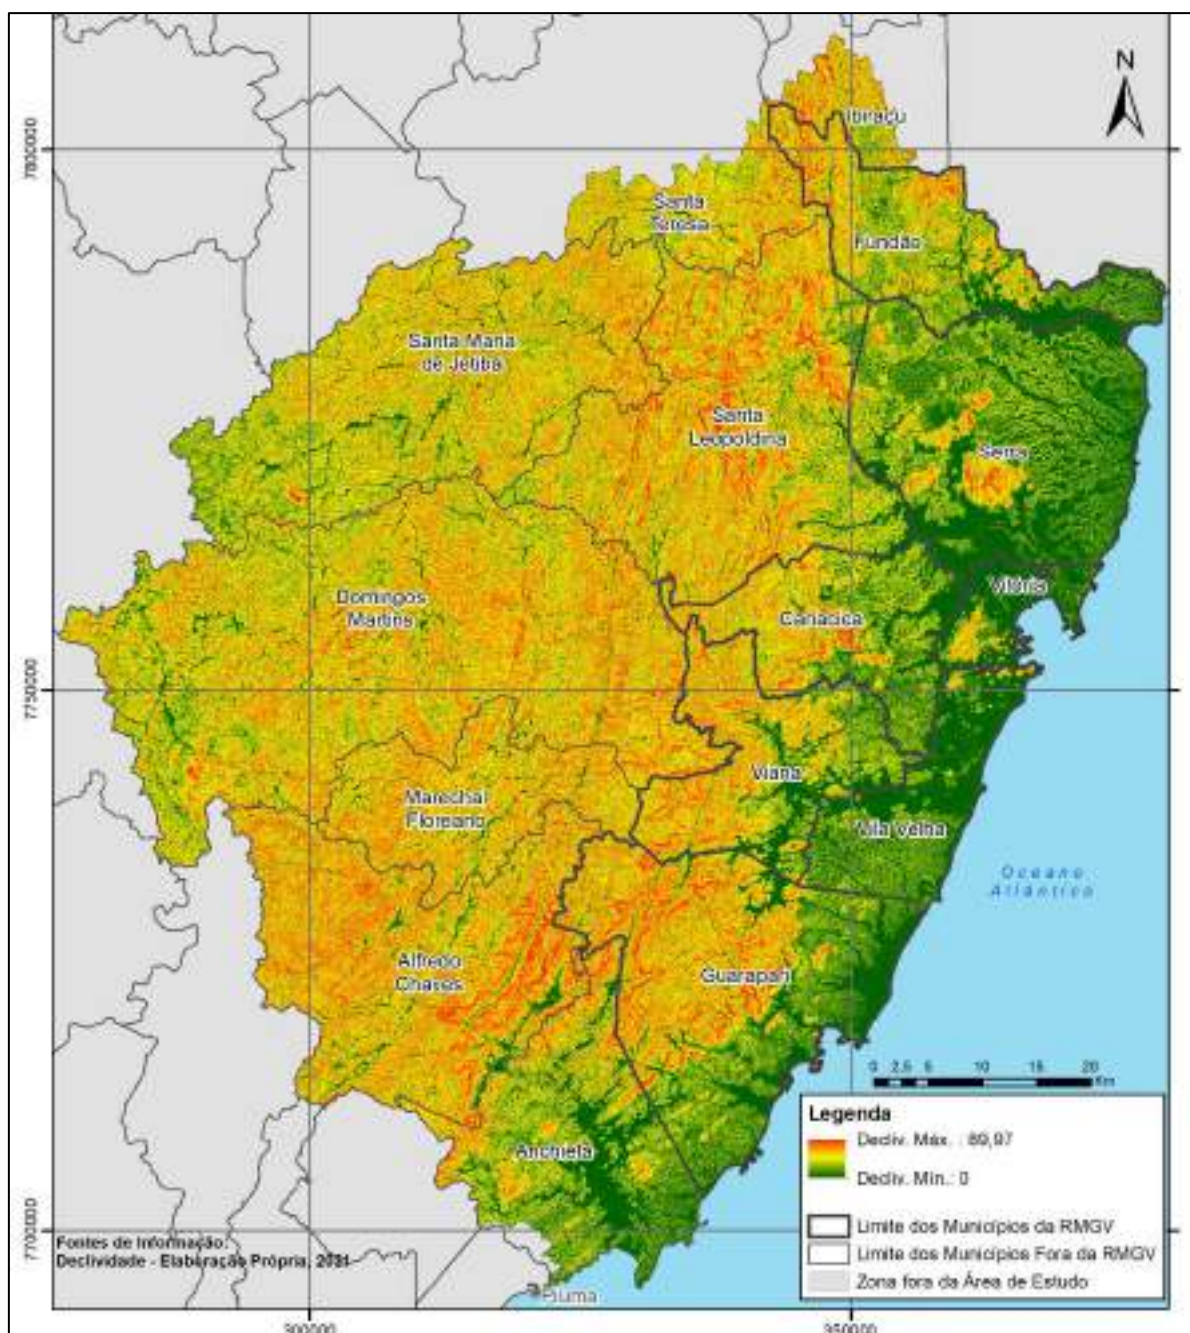 N
Ibiraçu
7800000
Santa
Teresa
Fundão
Santa Maria
de Jetibá
Santa
Leopoldina
Serra
Vitória
Domingos
Martins
Cariacica
7750000
Viana
Marechal
Floreano
Vila Velha
Oceano
Atlântico
Alfredo
Chaves
Guarapari
0 2,5 5 10 15 20
Km
Legenda
Decliv. Máx. : 89,97
Decliv. Mín.: 0
Anchieta
Limite dos Municípios da RMGV
Limite dos Municípios Fora da RMGV
Zona fora da Área de Estudo
7700000
Fontes de Informação:
Declividade - Elaboração Própria, 2021
Piúma
300000
350000